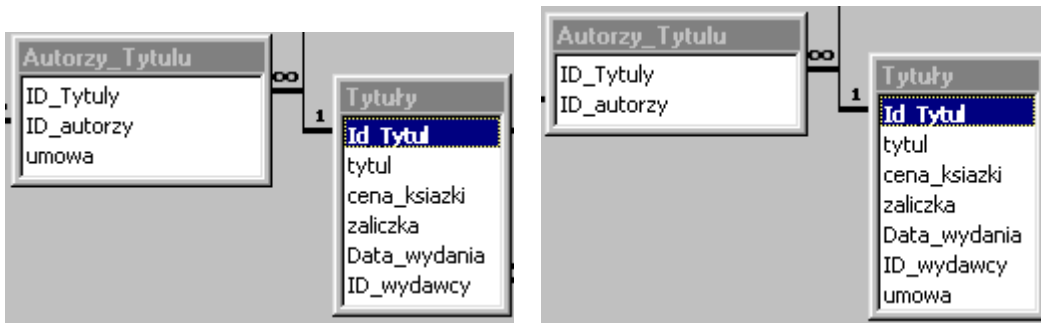 Autorzy_Tytulu
ID_Tytuly
ID_autorzy
umowa
∞
1
Tytuły
Id_Tytul
tytul
cena_ksiazki
zaliczka
Data_wydania
ID_wydawcy
Autorzy_Tytulu
ID_Tytuly
ID_autorzy
∞
1
Tytuły
Id_Tytul
tytul
cena_ksiazki
zaliczka
Data_wydania
ID_wydawcy
umowa